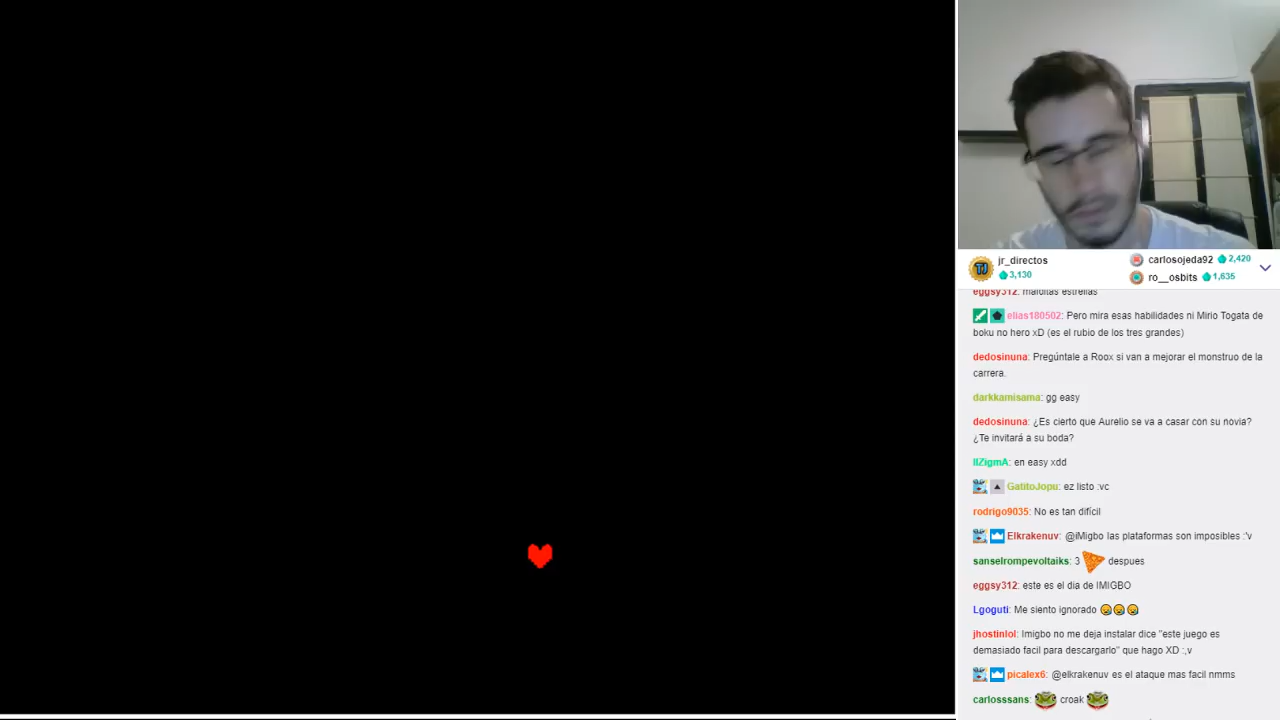 jr_directos
3,130
carlosojeda92 2,420
ro__osbits 1,635
eggsy312: malditas estrellas
elias180502: Pero mira esas habilidades ni Mirio Togata de
boku no hero xD (es el rubio de los tres grandes)
dedosinuna: Pregúntale a Roox si van a mejorar el monstruo de la
carrera.
darkkamisama: gg easy
dedosinuna: ¿Es cierto que Aurelio se va a casar con su novia?
¿Te invitará a su boda?
IIZigmA: en easy xdd
GatitoJopu: ez listo :vc
rodrigo9035: No es tan difícil
Elkrakenuv: @iMigbo las plataformas son imposibles :'v
sanselrompevoltaiks: 3 despues
eggsy312: este es el dia de IMIGBO
Lgoguti: Me siento ignorado
jhostinlol: Imigbo no me deja instalar dice "este juego es
demasiado facil para descargarlo" que hago XD :,v
picalex6: @elkrakenuv es el ataque mas facil nmms
carlosssans: croak